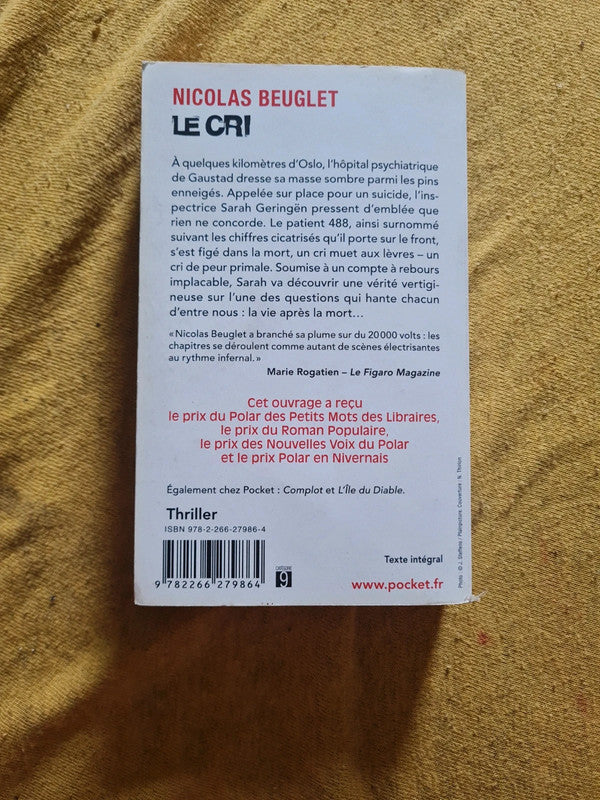 NICOLAS BEUGLET
LE CRI
À quelques kilomètres d'Oslo, l'hôpital psychiatrique
de Gaustad dresse sa masse sombre parmi les pins
enneigés. Appelée sur place pour un suicide, l'ins-
pectrice Sarah Geringën pressent d'emblée que
rien ne concorde. Le patient 488, ainsi surnommé
suivant les chiffres cicatrisés qu'il porte sur le front,
s'est figé dans la mort, un cri muet aux lèvres – un
cri de peur primale. Soumise à un compte à rebours
implacable, Sarah va découvrir une vérité vertigi-
neuse sur l'une des questions qui hante chacun
d'entre nous : la vie après la mort…
« Nicolas Beuglet a branché sa plume sur du 20 000 volts : les
chapitres se déroulent comme autant de scènes électrisantes
au rythme infernal. »
Marie Rogatien – Le Figaro Magazine
Cet ouvrage a reçu
le prix du Polar des Petits Mots des Libraires,
le prix du Roman Populaire,
le prix des Nouvelles Voix du Polar
et le prix Polar en Nivernais
Également chez Pocket : Complot et L'Île du Diable.
Thriller
ISBN 978-2-266-27986-4
9 782266 279864
CATÉGORIE
9
Texte intégral
www.pocket.fr
Photo : © J. Steffens / Plainpicture. Couverture : N. Thirion.